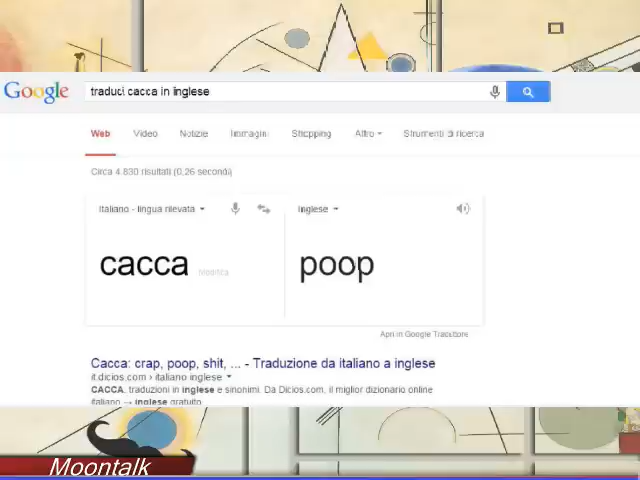 Google
traduci cacca in inglese
Web Video Notizie Immagini Shopping Altro Strumenti di ricerca
Circa 4.830 risultati (0,26 secondi)
Italiano - lingua rilevata inglese
cacca Modifica poop
Apri in Google Traduttore
Cacca: crap, poop, shit, ... - Traduzione da italiano a inglese
it.dicios.com › italiano inglese
CACCA. traduzioni in inglese e sinonimi. Da Dicios.com, il miglior dizionario online
italiano → inglese gratuito.
Moontalk